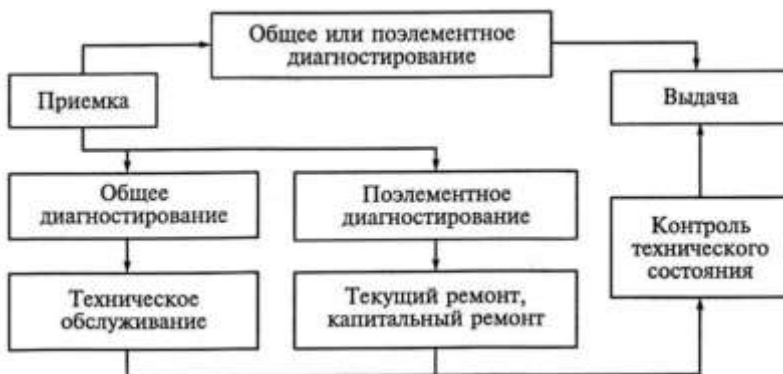 Общее или поэлементное
диагностирование
Приемка
Выдача
Общее
диагностирование
Поэлементное
диагностирование
Контроль
технического
состояния
Техническое
обслуживание
Текущий ремонт,
капитальный ремонт